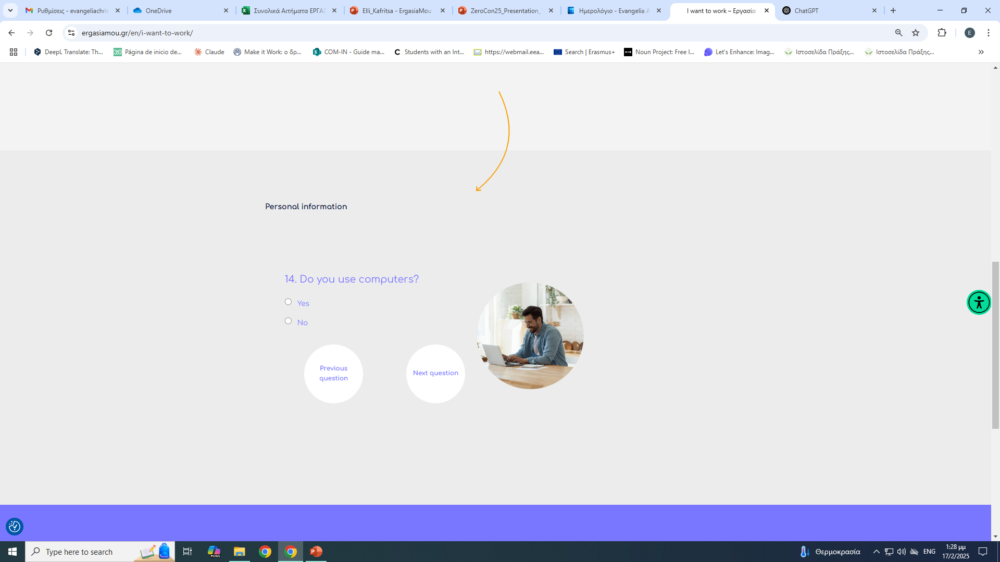 Ρυθμίσεις - evangeliachris
OneDrive
Συνολικά Αιτήματα ΕΡΓΑΣ
Elli_Kafritsa - ErgasiaMou
ZeroCon25_Presentation_
Ημερολόγιο - Evangelia A
I want to work – Εργασία
ChatGPT
ergasiamou.gr/en/i-want-to-work/
E
DeepL Translate: Th...
360
Página de inicio de...
Claude
Make it Work: ο δρ...
COM-IN - Guide ma...
Students with an Int...
https://webmail.eea...
Search | Erasmus+
Noun Project: Free I...
Let's Enhance: Imag...
Ιστοσελίδα Πράξης...
Ιστοσελίδα Πράξης...
Personal information
14. Do you use computers?
Yes
No
Previous
question
Next question
Type here to search
M365
Θερμοκρασία
ENG
1:28 μμ
17/2/2025